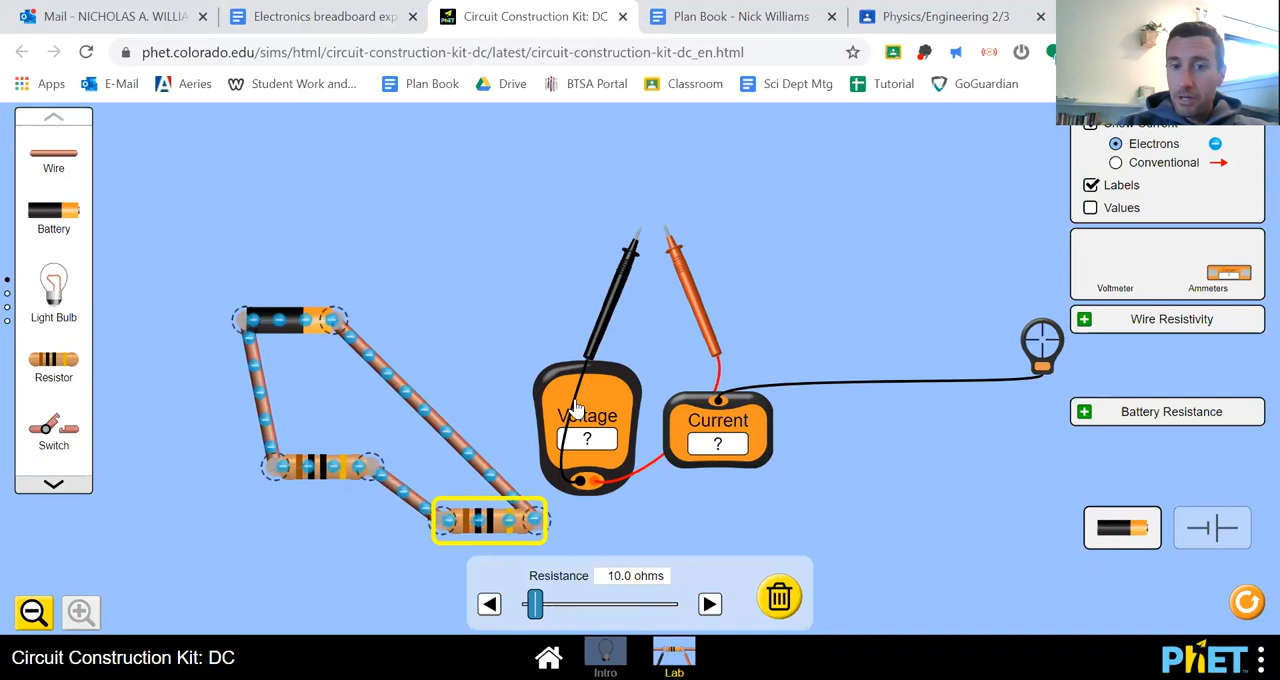 Mail - NICHOLAS A. WILLIA
Electronics breadboard exp
Circuit Construction Kit: DC
Plan Book - Nick Williams
Physics/Engineering 2/3
phet.colorado.edu/sims/html/circuit-construction-kit-dc/latest/circuit-construction-kit-dc_en.html
Apps
E-Mail
Aeries
Student Work and...
Plan Book
Drive
BTSA Portal
Classroom
Sci Dept Mtg
Tutorial
GoGuardian
Wire
Battery
Light Bulb
Resistor
Switch
Show Current
Electrons
Conventional
Labels
Values
Voltmeter
Ammeters
Wire Resistivity
Battery Resistance
Voltage
?
Current
?
Resistance
10.0 ohms
Circuit Construction Kit: DC
Intro
Lab
PhET